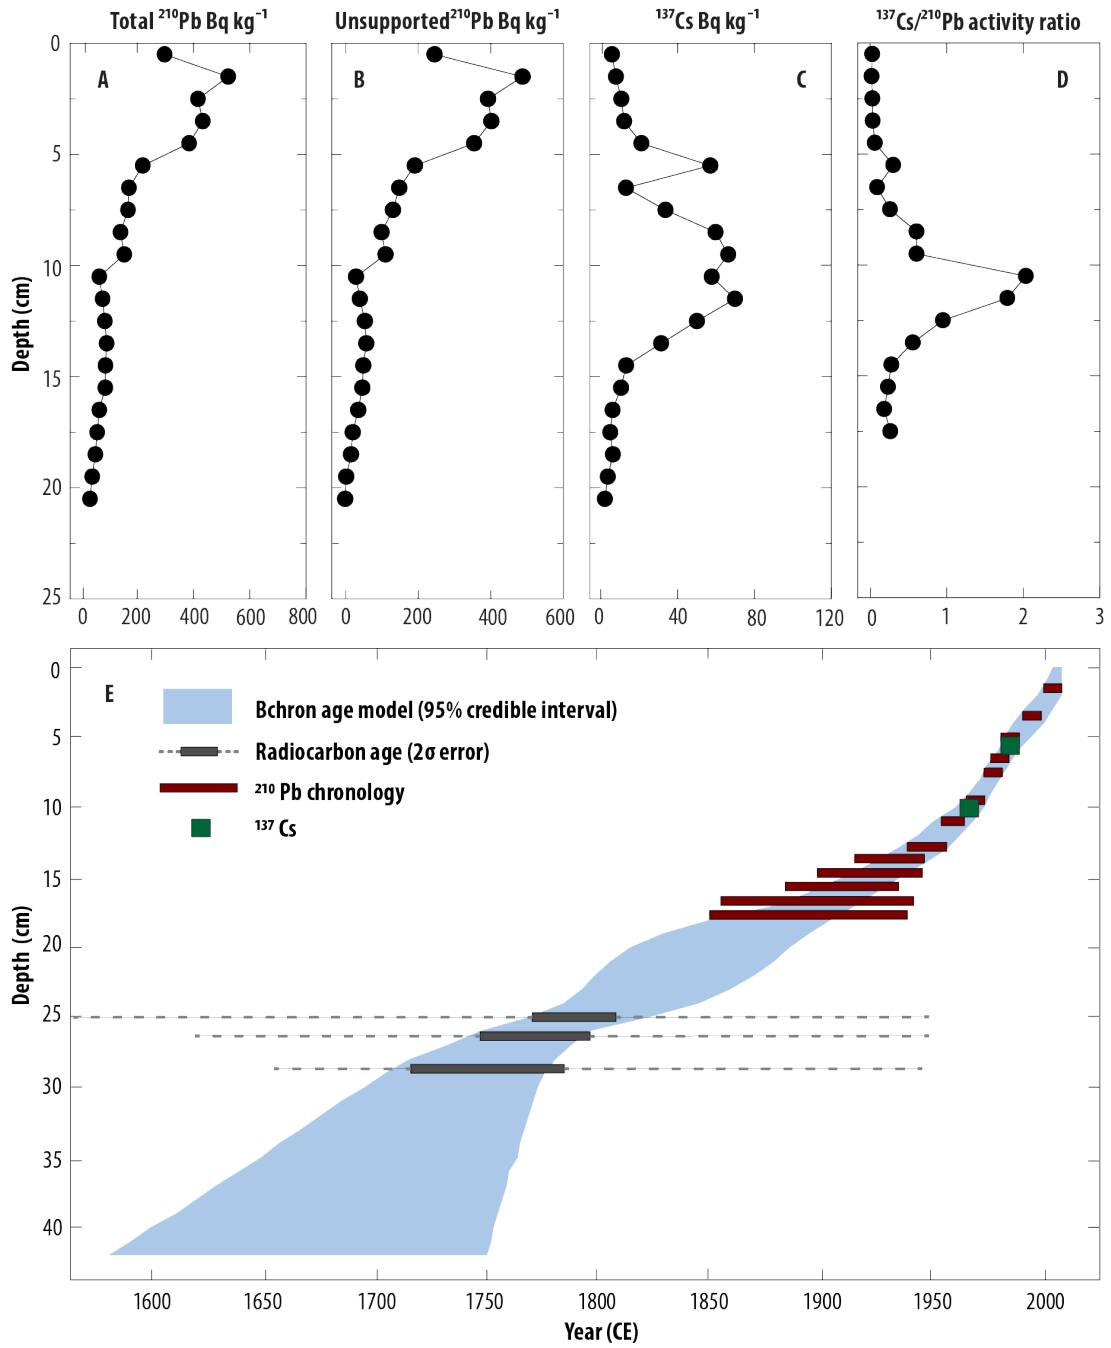 Total ²¹⁰Pb Bq kg⁻¹
Unsupported²¹⁰Pb Bq kg⁻¹
¹³⁷Cs Bq kg⁻¹
¹³⁷Cs/²¹⁰Pb activity ratio
Depth (cm)
0
5
10
15
20
25
A
B
C
D
0 200 400 600 800
0 200 400 600
0 40 80 120
0 1 2 3
E
Bchron age model (95% credible interval)
Radiocarbon age (2σ error)
²¹⁰ Pb chronology
¹³⁷ Cs
Depth (cm)
0
5
10
15
20
25
30
35
40
1600 1650 1700 1750 1800 1850 1900 1950 2000
Year (CE)